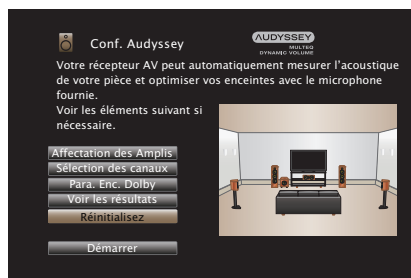 Conf. Audyssey
AUDYSSEY
MULTEQ
DYNAMIC VOLUME
Votre récepteur AV peut automatiquement mesurer l’acoustique
de votre pièce et optimiser vos enceintes avec le microphone
fournie.
Voir les éléments suivant si
nécessaire.
Affectation des Amplis
Sélection des canaux
Para. Enc. Dolby
Voir les résultats
Réinitialisez
Démarrer